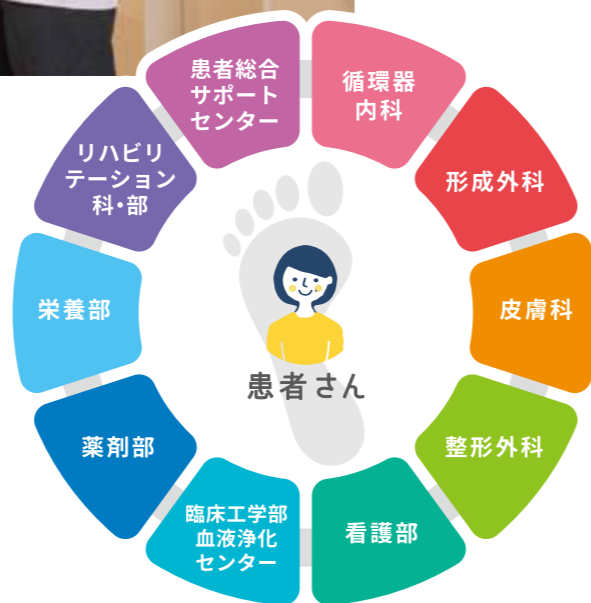 患者総合
サポート
センター
循環器
内科
形成外科
皮膚科
整形外科
看護部
臨床工学部
血液浄化
センター
薬剤部
栄養部
リハビリ
テーション
科・部
患者さん